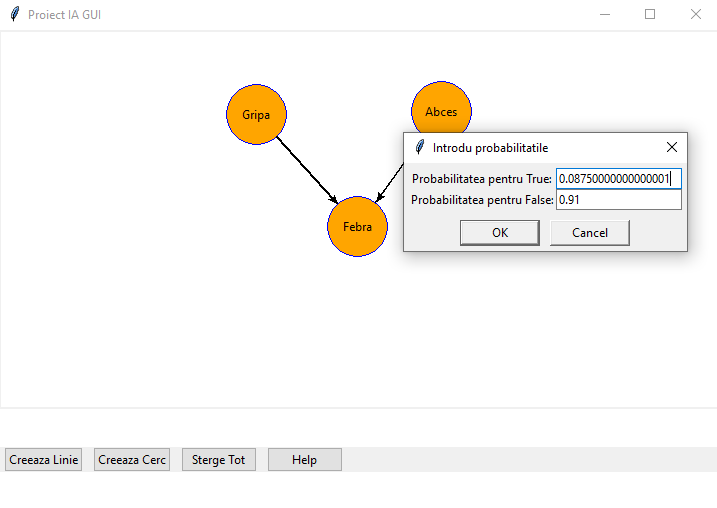 Proiect IA GUI
Gripa
Abces
Introdu probabilitatile
Probabilitatea pentru True: 0.08750000000000001
Probabilitatea pentru False: 0.91
OK Cancel
Febra
Creeaza Linie Creeaza Cerc Sterge Tot Help